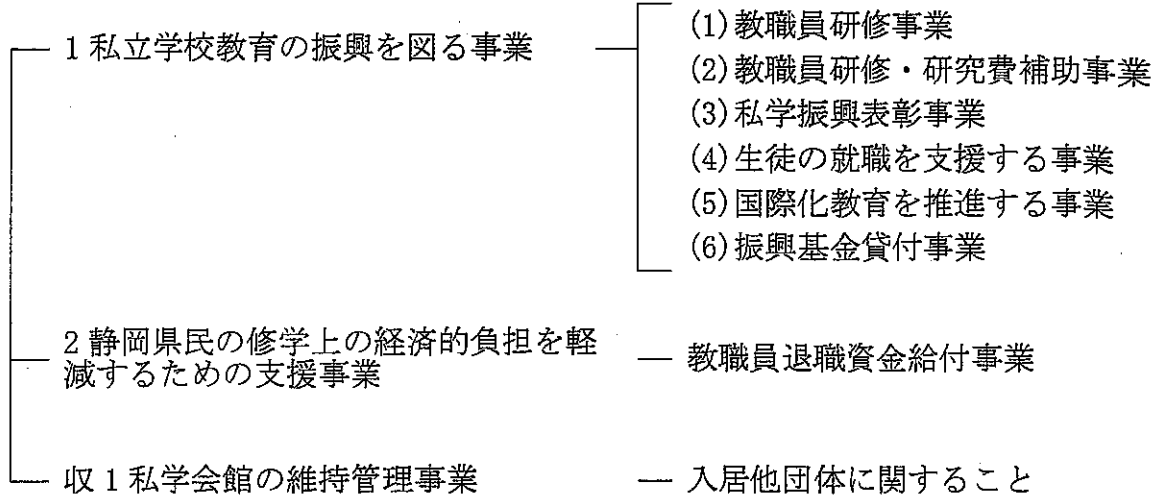 1 私立学校教育の振興を図る事業
(1)教職員研修事業
(2)教職員研修・研究費補助事業
(3)私学振興表彰事業
(4)生徒の就職を支援する事業
(5)国際化教育を推進する事業
(6)振興基金貸付事業
2 静岡県民の修学上の経済的負担を軽
減するための支援事業
教職員退職資金給付事業
収1 私学会館の維持管理事業
入居他団体に関すること